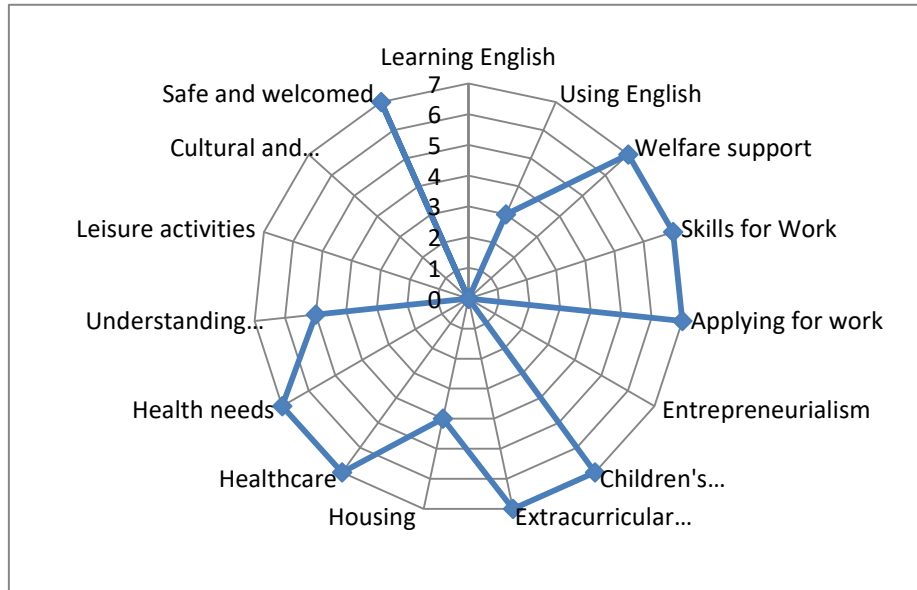 Learning English
Using English
Welfare support
Skills for Work
Applying for work
Entrepreneurialism
Children's...
Extracurricular...
Housing
Healthcare
Health needs
Understanding...
Leisure activities
Cultural and...
Safe and welcomed
7
6
5
4
3
2
1
0